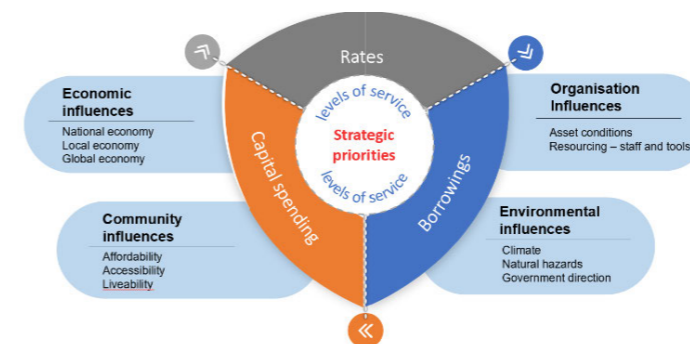 Rates
levels of service
Strategic
priorities
levels of service
Capital spending
Borrowings
Economic
influences
National economy
Local economy
Global economy
Community
influences
Affordability
Accessibility
Liveability
Organisation
Influences
Asset conditions
Resourcing – staff and tools
Environmental
influences
Climate
Natural hazards
Government direction